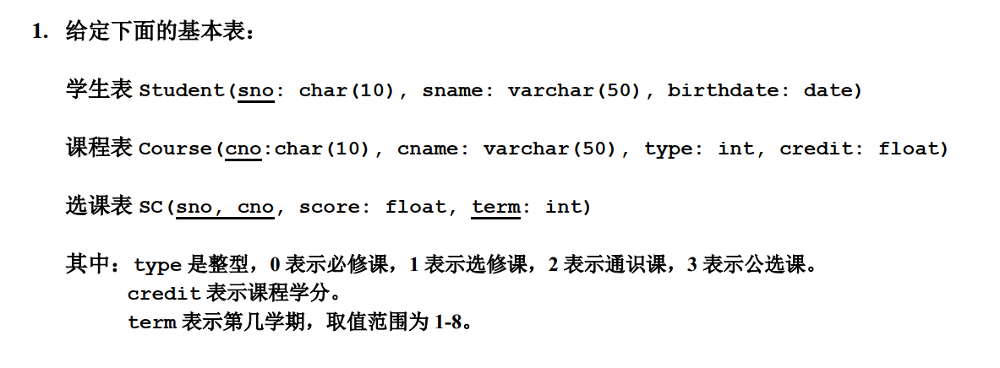 1. 给定下面的基本表：
学生表 Student(sno: char(10), sname: varchar(50), birthdate: date)
课程表 Course(cno:char(10), cname: varchar(50), type: int, credit: float)
选课表 SC(sno, cno, score: float, term: int)
其中：type 是整型，0 表示必修课，1 表示选修课，2 表示通识课，3 表示公选课。
credit 表示课程学分。
term 表示第几学期，取值范围为 1-8。